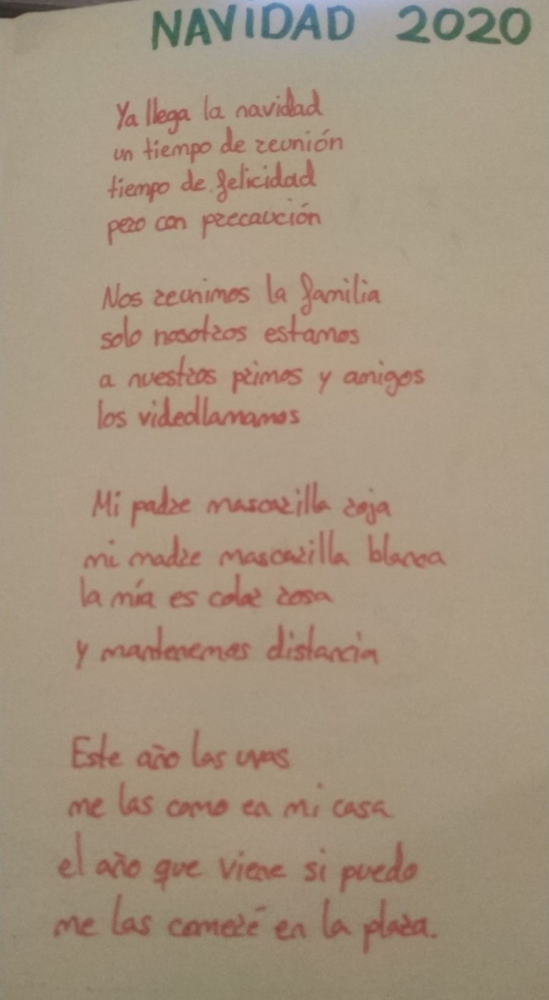 NAVIDAD 2020
Ya llega la navidad
un tiempo de reunión
tiempo de felicidad
pero con precaución
Nos reunimos la familia
solo nosotros estamos
a nuestros primos y amigos
los videollamamos
Mi padre mascarilla roja
mi madre mascarilla blanca
la mía es color rosa
y mantenemos distancia
Este año las uvas
me las como en mi casa
el año que viene si puedo
me las comeré en la plaza.